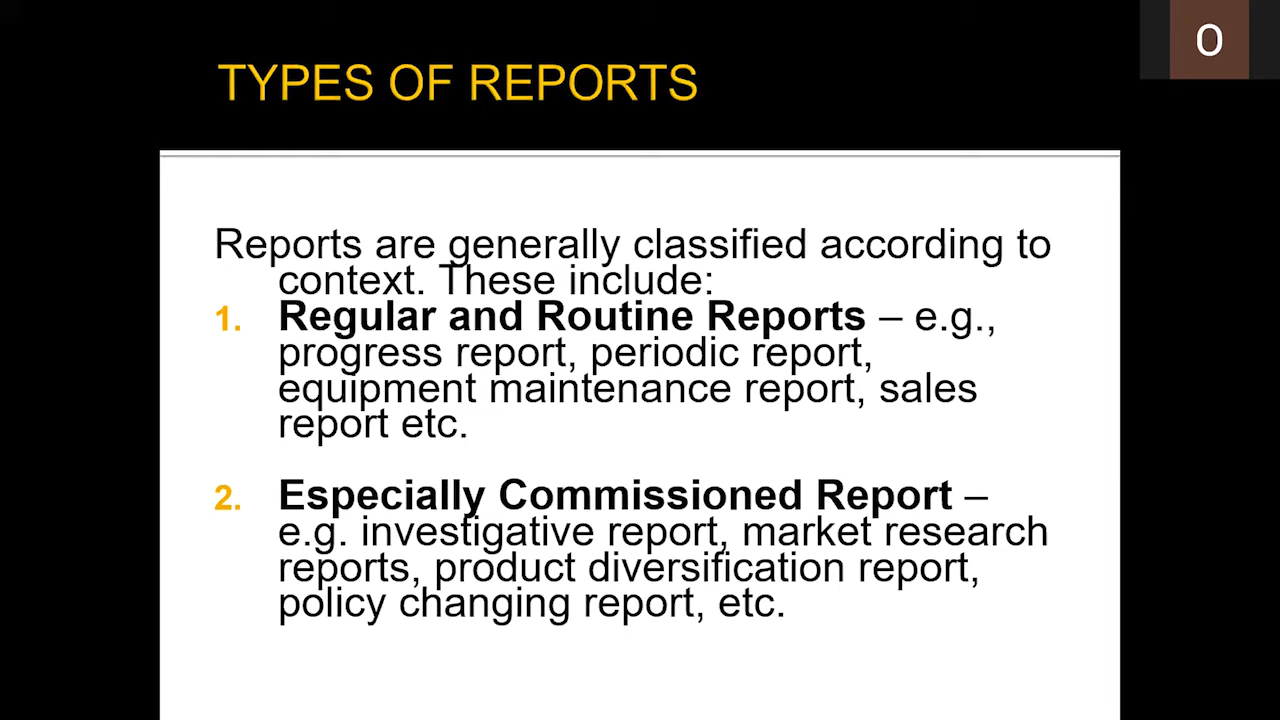 O
TYPES OF REPORTS
Reports are generally classified according to
context. These include:
1. Regular and Routine Reports – e.g.,
progress report, periodic report,
equipment maintenance report, sales
report etc.
2. Especially Commissioned Report –
e.g. investigative report, market research
reports, product diversification report,
policy changing report, etc.